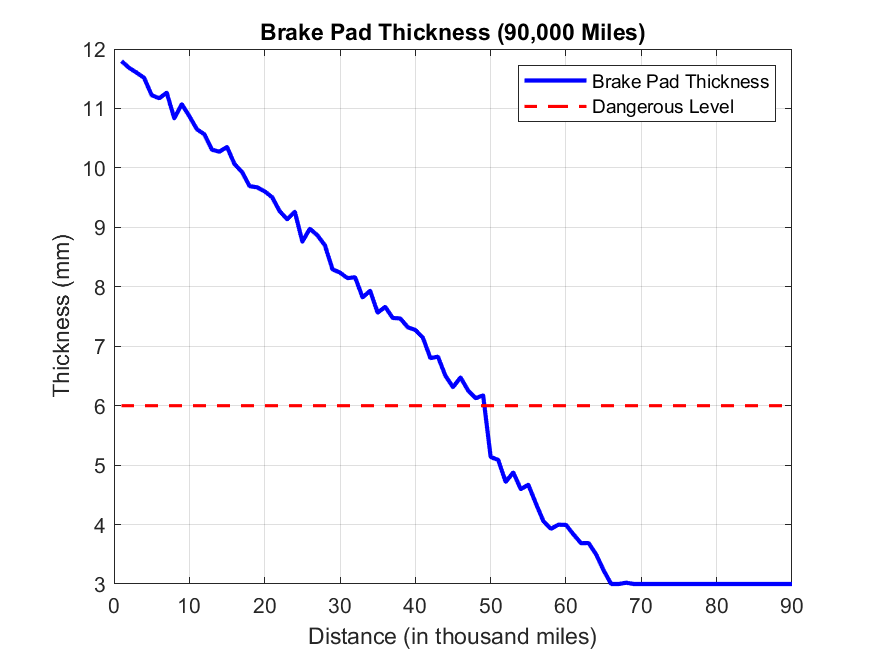 Brake Pad Thickness (90,000 Miles)
12
11
10
9
8
7
6
5
4
3
Thickness (mm)
Brake Pad Thickness
Dangerous Level
0 10 20 30 40 50 60 70 80 90
Distance (in thousand miles)